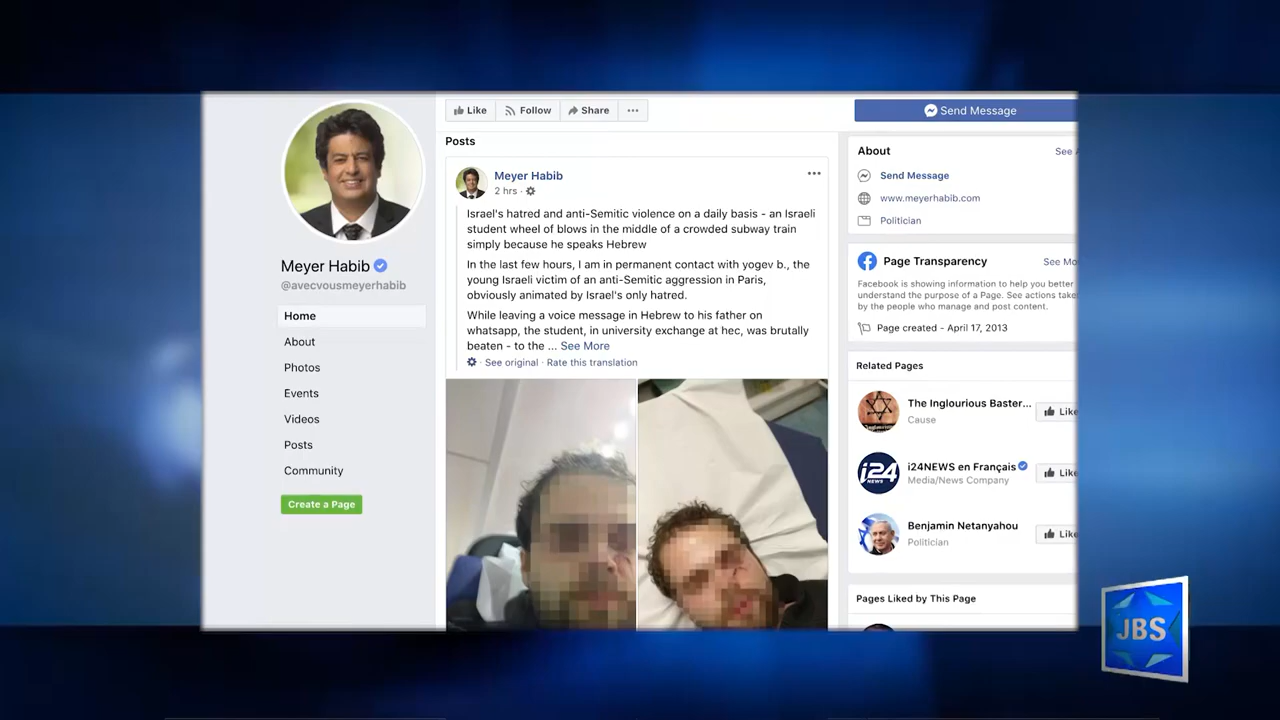 Meyer Habib
@avecvousmeyerhabib
Home
About
Photos
Events
Videos
Posts
Community
Create a Page
Like
Follow
Share
Posts
Meyer Habib
2 hrs ·
Israel's hatred and anti-Semitic violence on a daily basis - an Israeli
student wheel of blows in the middle of a crowded subway train
simply because he speaks Hebrew
In the last few hours, I am in permanent contact with yogev b., the
young Israeli victim of an anti-Semitic aggression in Paris,
obviously animated by Israel's only hatred.
While leaving a voice message in Hebrew to his father on
whatsapp, the student, in university exchange at hec, was brutally
beaten - to the ... See More
· See original · Rate this translation
Send Message
About
See
Send Message
www.meyerhabib.com
Politician
Page Transparency
See
Facebook is showing information to help you better
understand the purpose of a Page. See actions
by the people who manage and post content.
Page created - April 17, 2013
Related Pages
The Inglourious Baster...
Cause
Like
i24
NEWS
i24NEWS en Français
Media/News Company
Like
Benjamin Netanyahou
Politician
Like
Pages Liked by This Page
JBS